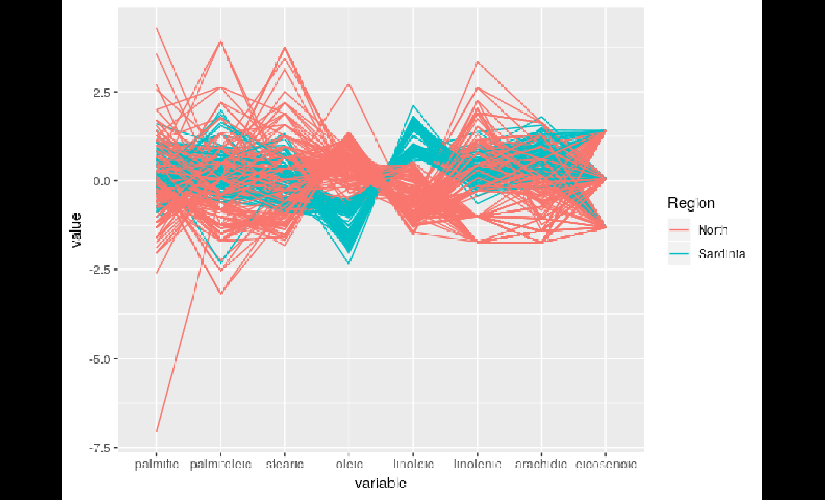 2.5
0.0
-2.5
-5.0
-7.5
value
palmitic palmitoleic stearic oleic linoleic linolenic arachidic eicosenoic
variable
Region
North
Sardinia